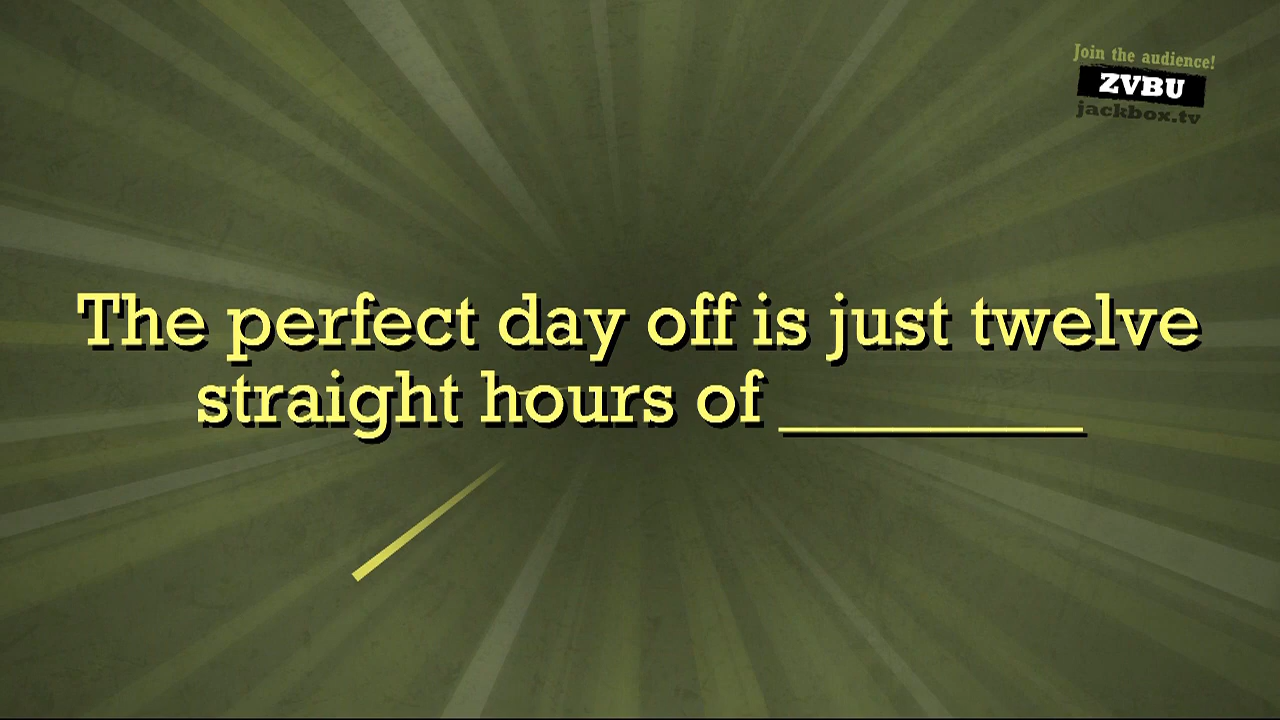 Join the audience!
ZVBU
jackbox.tv
The perfect day off is just twelve
straight hours of ________